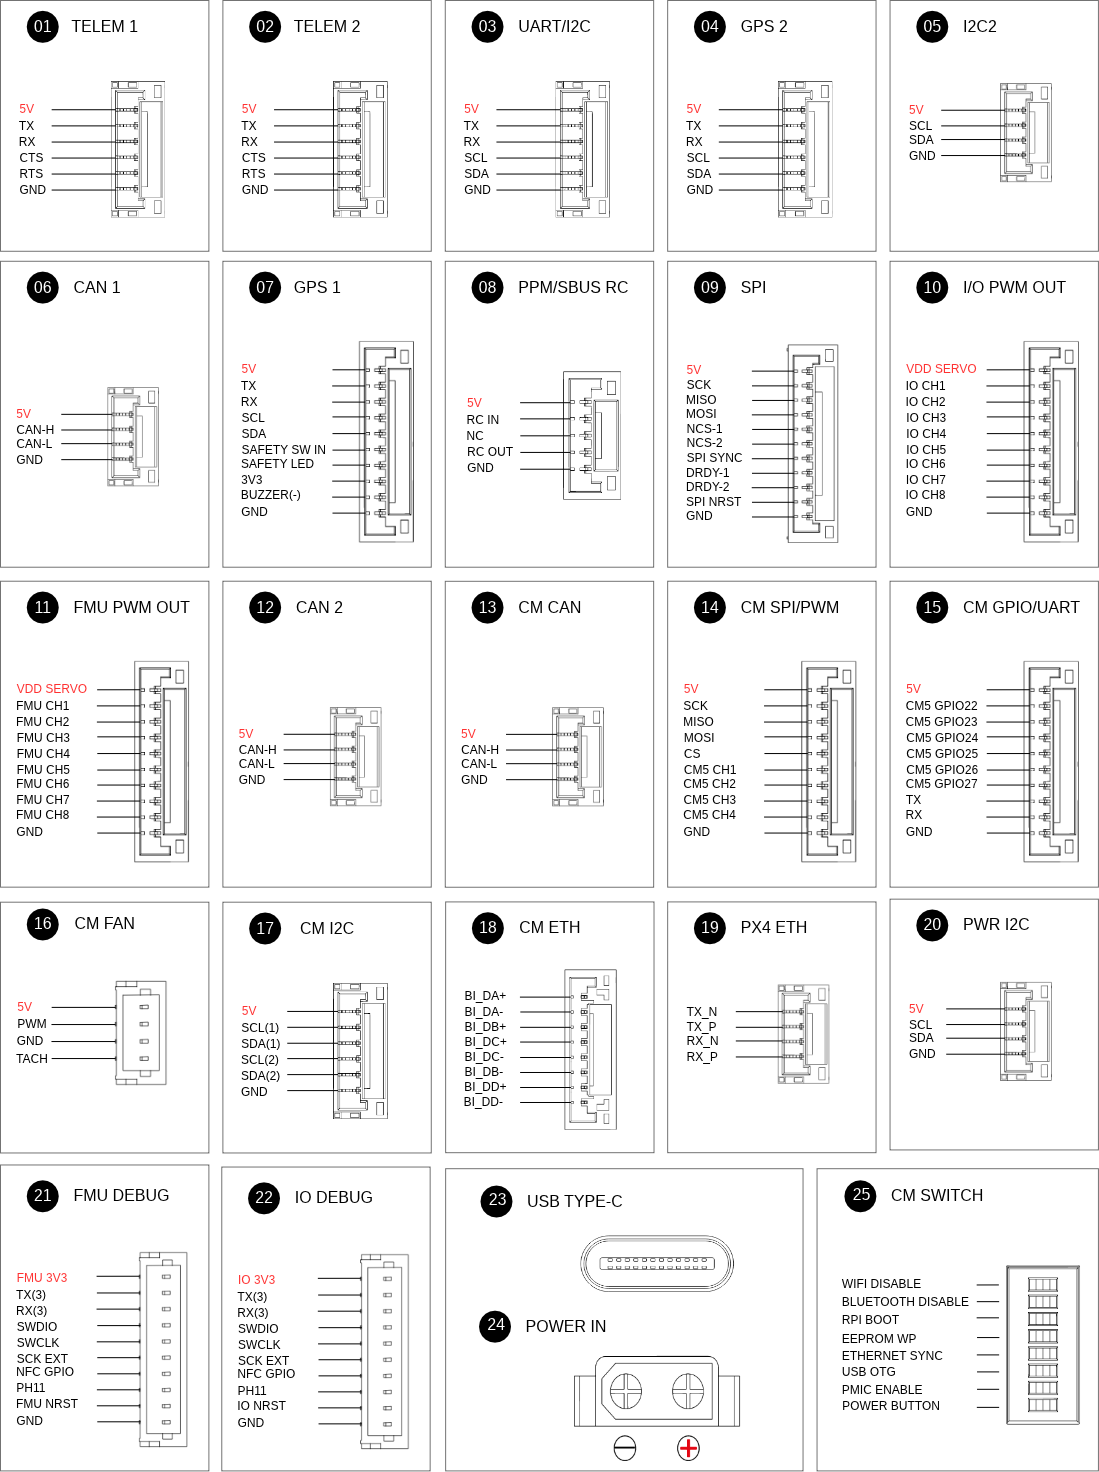 01 TELEM 1
5V
TX
RX
CTS
RTS
GND
02 TELEM 2
5V
TX
RX
CTS
RTS
GND
03 UART/I2C
5V
TX
RX
SCL
SDA
GND
04 GPS 2
5V
TX
RX
SCL
SDA
GND
05 I2C2
5V
SCL
SDA
GND
06 CAN 1
5V
CAN-H
CAN-L
GND
07 GPS 1
5V
TX
RX
SCL
SDA
SAFETY SW IN
SAFETY LED
3V3
BUZZER(-)
GND
08 PPM/SBUS RC
5V
RC IN
NC
RC OUT
GND
09 SPI
5V
SCK
MISO
MOSI
NCS-1
NCS-2
SPI SYNC
DRDY-1
DRDY-2
SPI NRST
GND
10 I/O PWM OUT
VDD SERVO
IO CH1
IO CH2
IO CH3
IO CH4
IO CH5
IO CH6
IO CH7
IO CH8
GND
11 FMU PWM OUT
VDD SERVO
FMU CH1
FMU CH2
FMU CH3
FMU CH4
FMU CH5
FMU CH6
FMU CH7
FMU CH8
GND
12 CAN 2
5V
CAN-H
CAN-L
GND
13 CM CAN
5V
CAN-H
CAN-L
GND
14 CM SPI/PWM
5V
SCK
MISO
MOSI
CS
CM5 CH1
CM5 CH2
CM5 CH3
CM5 CH4
GND
15 CM GPIO/UART
5V
CM5 GPIO22
CM5 GPIO23
CM5 GPIO24
CM5 GPIO25
CM5 GPIO26
CM5 GPIO27
TX
RX
GND
16 CM FAN
5V
PWM
GND
TACH
17 CM I2C
5V
SCL(1)
SDA(1)
SCL(2)
SDA(2)
GND
18 CM ETH
BI_DA+
BI_DA-
BI_DB+
BI_DC+
BI_DC-
BI_DB-
BI_DD+
BI_DD-
19 PX4 ETH
TX_N
TX_P
RX_N
RX_P
20 PWR I2C
5V
SCL
SDA
GND
21 FMU DEBUG
FMU 3V3
TX(3)
RX(3)
SWDIO
SWCLK
SCK EXT
NFC GPIO
PH11
FMU NRST
GND
22 IO DEBUG
IO 3V3
TX(3)
RX(3)
SWDIO
SWCLK
SCK EXT
NFC GPIO
PH11
IO NRST
GND
23 USB TYPE-C
24 POWER IN
25 CM SWITCH
WIFI DISABLE
BLUETOOTH DISABLE
RPI BOOT
EEPROM WP
ETHERNET SYNC
USB OTG
PMIC ENABLE
POWER BUTTON